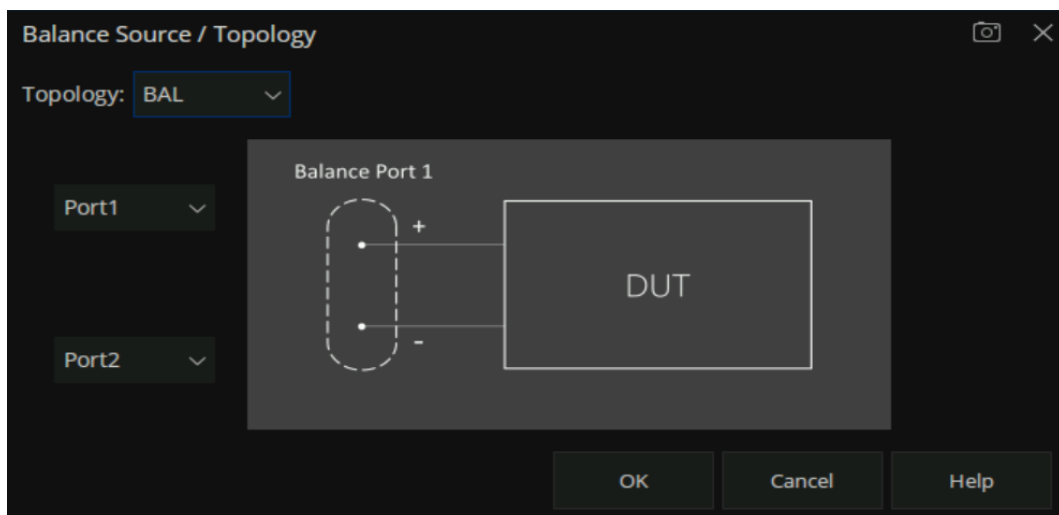 Balance Source / Topology
Topology: BAL
Balance Port 1
Port1
+
DUT
-
Port2
OK Cancel Help